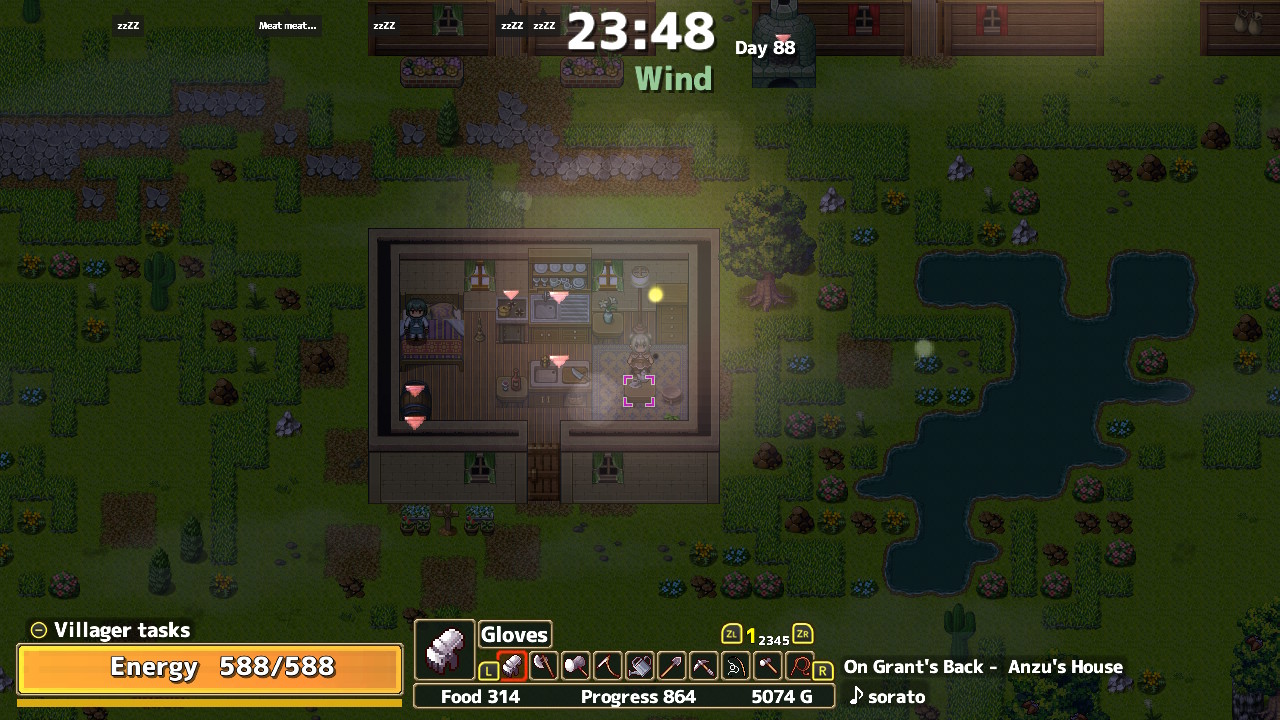 zzZZ
Meat meat...
zzZZ
zzZZ
zzZZ
23:48
Day 88
Wind
Villager tasks
Energy 588/588
Gloves
ZL 1 2345 ZR
L
R
Food 314
Progress 864
5074 G
On Grant's Back - Anzu's House
♪ sorato